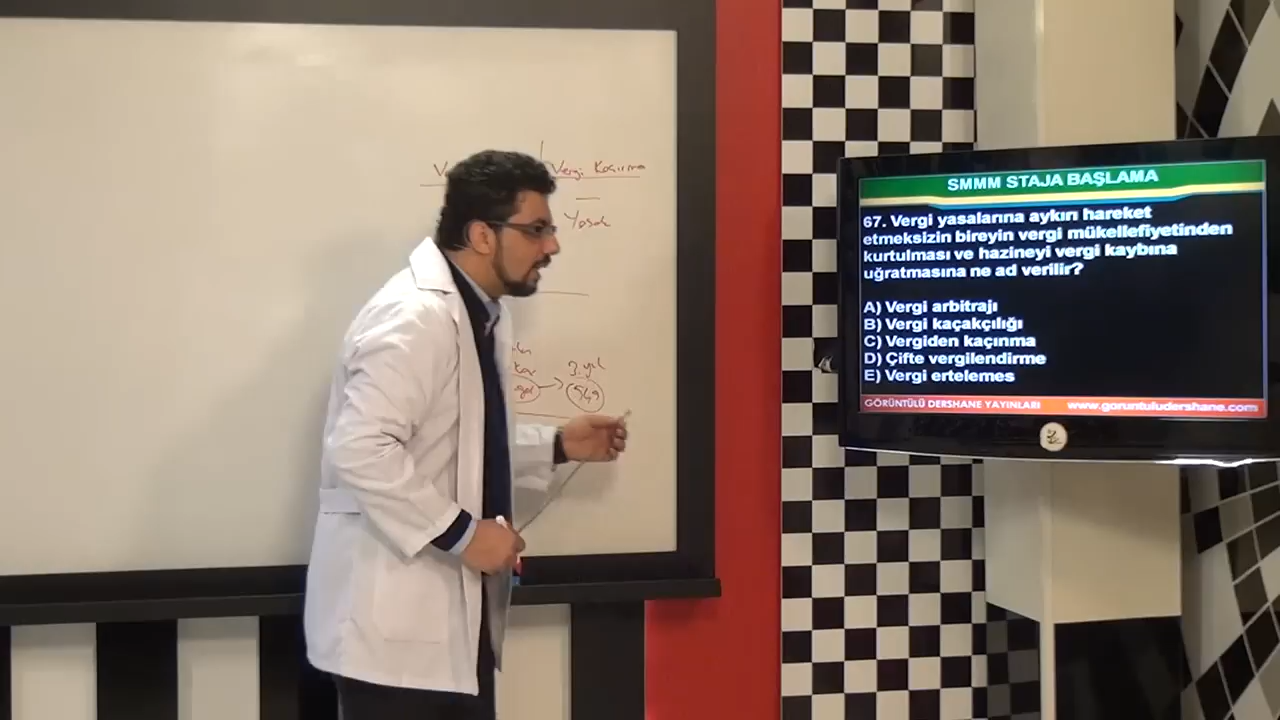 Vergi Kaçırma
Yasak
3. yıl
SMMM STAJA BAŞLAMA
67. Vergi yasalarına aykırı hareket
etmeksizin bireyin vergi mükellefiyetinden
kurtulması ve hazineyi vergi kaybına
uğratmasına ne ad verilir?
A) Vergi arbitrajı
B) Vergi kaçakçılığı
C) Vergiden kaçınma
D) Çifte vergilendirme
E) Vergi ertelemes
GÖRÜNTÜLÜ DERSHANE YAYINLARI www.goruntuludershane.com